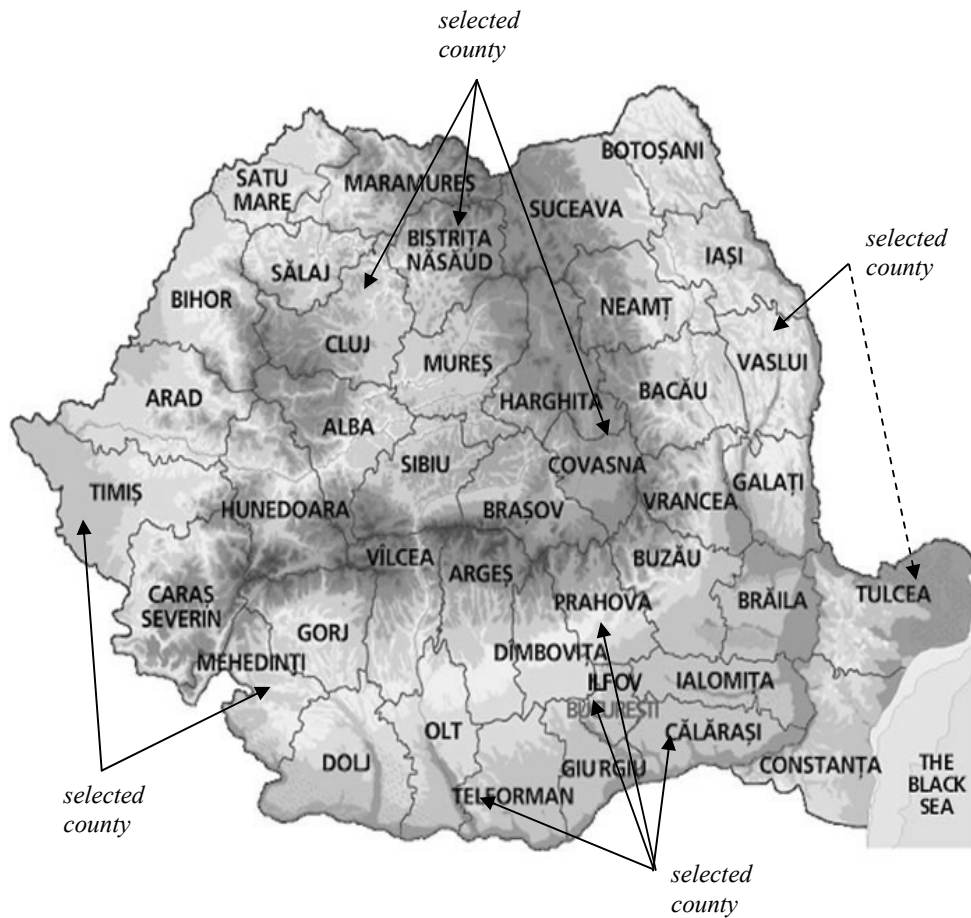 selected
county
BOTOȘANI
SATU
MARE
MARAMUREȘ
SUCEAVA
BISTRIȚA
NĂSĂUD
IAȘI
selected
county
SĂLAJ
BIHOR
NEAMȚ
CLUJ
MUREȘ
VASLUI
BACĂU
ARAD
HARGHITA
ALBA
SIBIU
COVASNA
TIMIȘ
GALAȚI
HUNEDOARA
BRAȘOV
VRANCEA
VÎLCEA
BUZĂU
ARGEȘ
CARAȘ
SEVERIN
PRAHOVA
BRĂILA
TULCEA
GORJ
MEHEDINȚI
DÎMBOVIȚA
ILFOV
IALOMIȚA
BUCUREȘTI
OLT
CĂLĂRAȘI
DOLJ
GIURGIU
CONSTANȚA
THE
BLACK
SEA
TELEORMAN
selected
county
selected
county